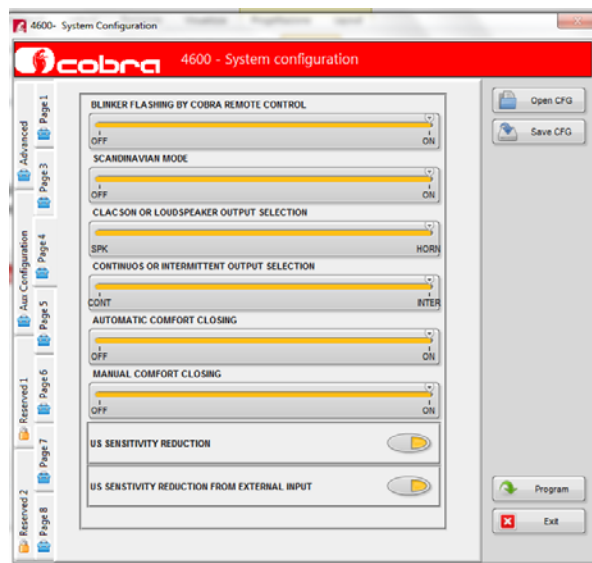 4600- System Configuration
cobra
4600 - System configuration
Advanced
Aux Configuration
Reserved 1
Reserved 2
Page 1
Page 3
Page 4
Page 5
Page 6
Page 7
Page 8
BLINKER FLASHING BY COBRA REMOTE CONTROL
OFF ON
SCANDINAVIAN MODE
OFF ON
CLACSON OR LOUDSPEAKER OUTPUT SELECTION
SPK HORN
CONTINUOS OR INTERMITTENT OUTPUT SELECTION
CONT INTER
AUTOMATIC COMFORT CLOSING
OFF ON
MANUAL COMFORT CLOSING
OFF ON
US SENSITIVITY REDUCTION
US SENSTIVITY REDUCTION FROM EXTERNAL INPUT
Open CFG
Save CFG
Program
Exit